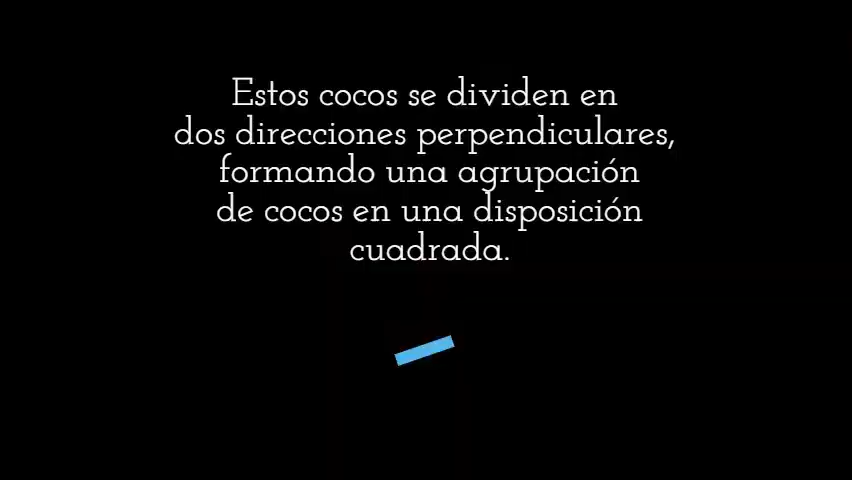 Estos cocos se dividen en
dos direcciones perpendiculares,
formando una agrupación
de cocos en una disposición
cuadrada.